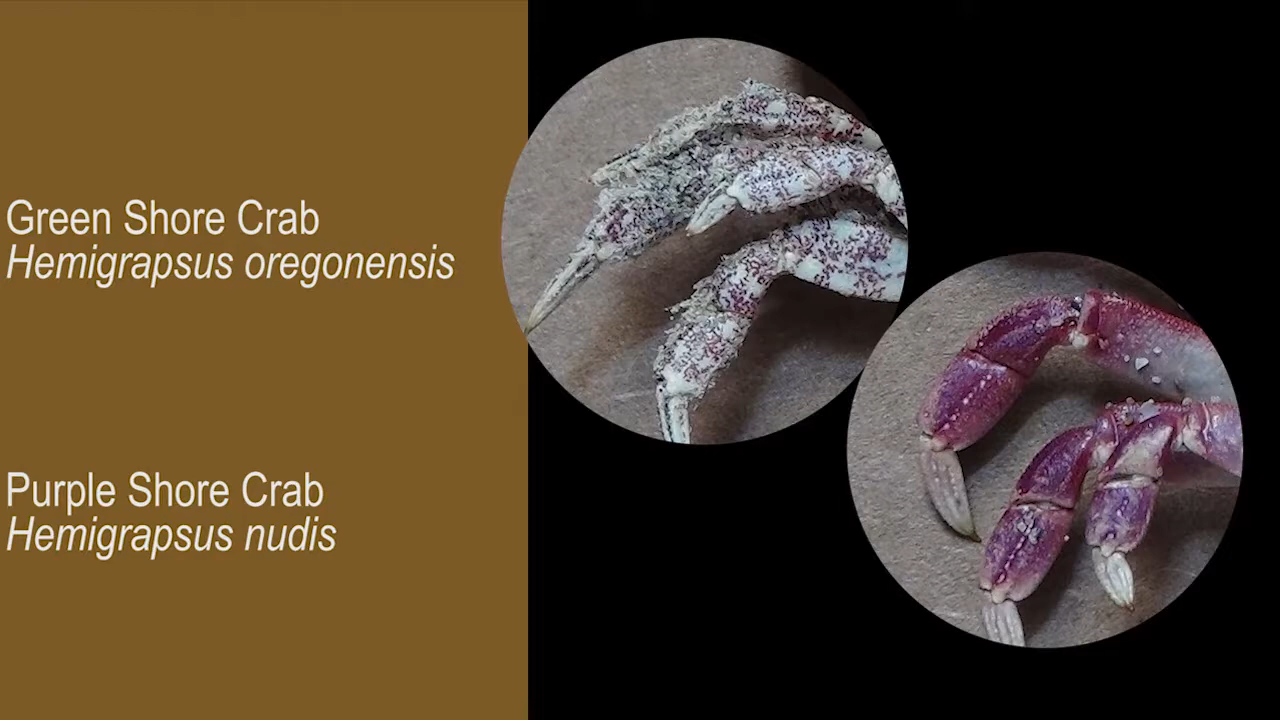 Green Shore Crab
Hemigrapsus oregonensis
Purple Shore Crab
Hemigrapsus nudis